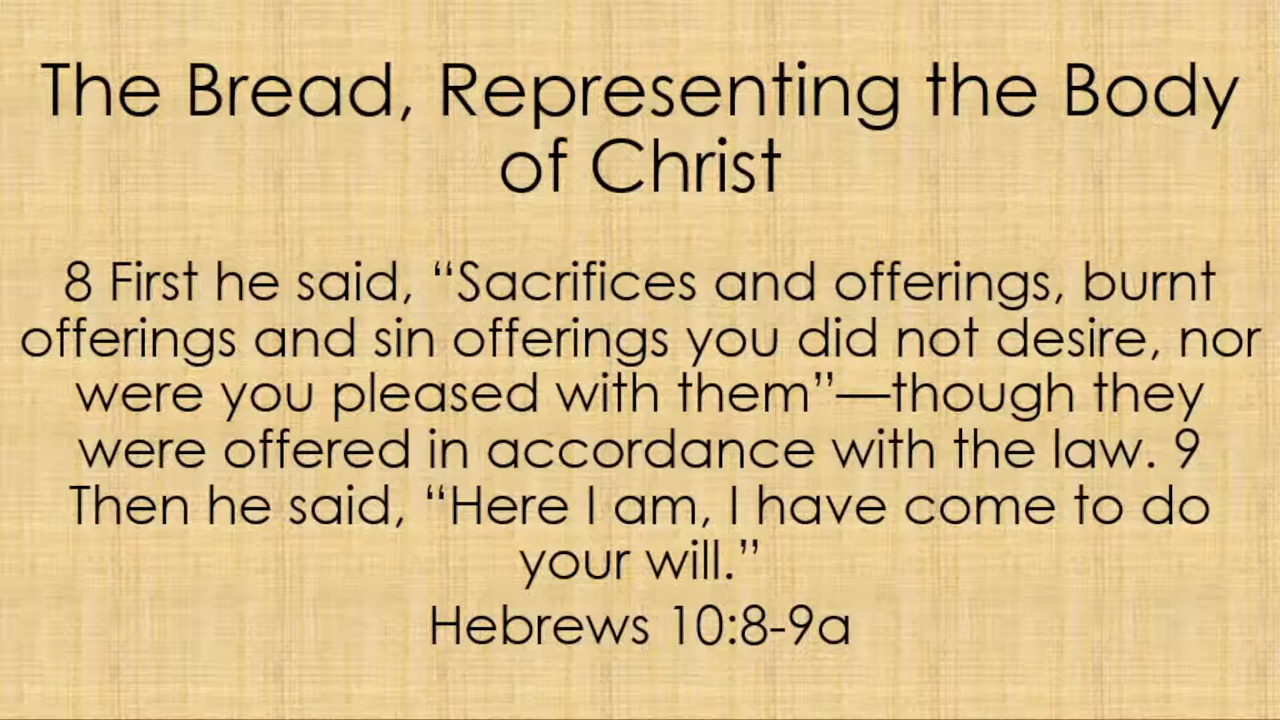 The Bread, Representing the Body
of Christ
8 First he said, “Sacrifices and offerings, burnt
offerings and sin offerings you did not desire, nor
were you pleased with them”—though they
were offered in accordance with the law. 9
Then he said, “Here I am, I have come to do
your will.”
Hebrews 10:8-9a